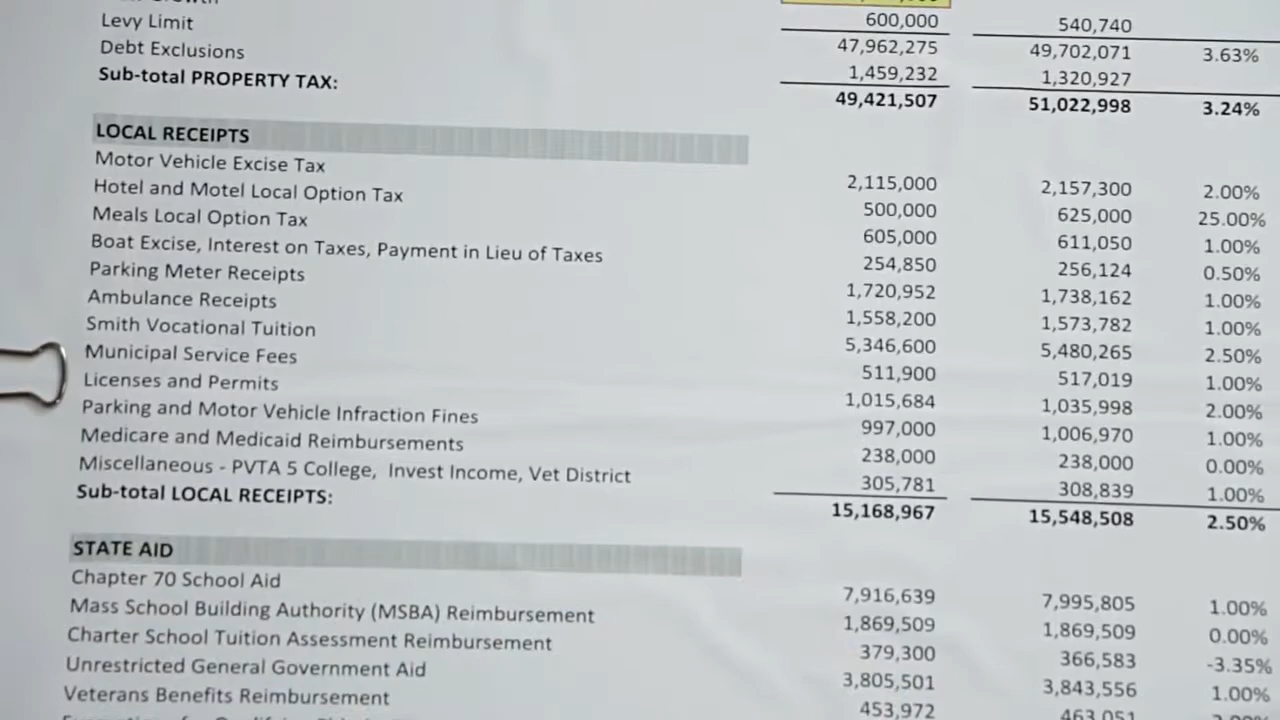 600,000 540,740
Levy Limit 47,962,275 49,702,071 3.63%
Debt Exclusions 1,459,232 1,320,927
Sub-total PROPERTY TAX: 49,421,507 51,022,998 3.24%
LOCAL RECEIPTS
Motor Vehicle Excise Tax 2,115,000 2,157,300 2.00%
Hotel and Motel Local Option Tax 500,000 625,000 25.00%
Meals Local Option Tax 605,000 611,050 1.00%
Boat Excise, Interest on Taxes, Payment in Lieu of Taxes 254,850 256,124 0.50%
Parking Meter Receipts 1,720,952 1,738,162 1.00%
Ambulance Receipts 1,558,200 1,573,782 1.00%
Smith Vocational Tuition 5,346,600 5,480,265 2.50%
Municipal Service Fees 511,900 517,019 1.00%
Licenses and Permits 1,015,684 1,035,998 2.00%
Parking and Motor Vehicle Infraction Fines 997,000 1,006,970 1.00%
Medicare and Medicaid Reimbursements 238,000 238,000 0.00%
Miscellaneous - PVTA 5 College, Invest Income, Vet District 305,781 308,839 1.00%
Sub-total LOCAL RECEIPTS: 15,168,967 15,548,508 2.50%
STATE AID
Chapter 70 School Aid 7,916,639 7,995,805 1.00%
Mass School Building Authority (MSBA) Reimbursement 1,869,509 1,869,509 0.00%
Charter School Tuition Assessment Reimbursement 379,300 366,583 -3.35%
Unrestricted General Government Aid 3,805,501 3,843,556 1.00%
Veterans Benefits Reimbursement 453,972 463,051